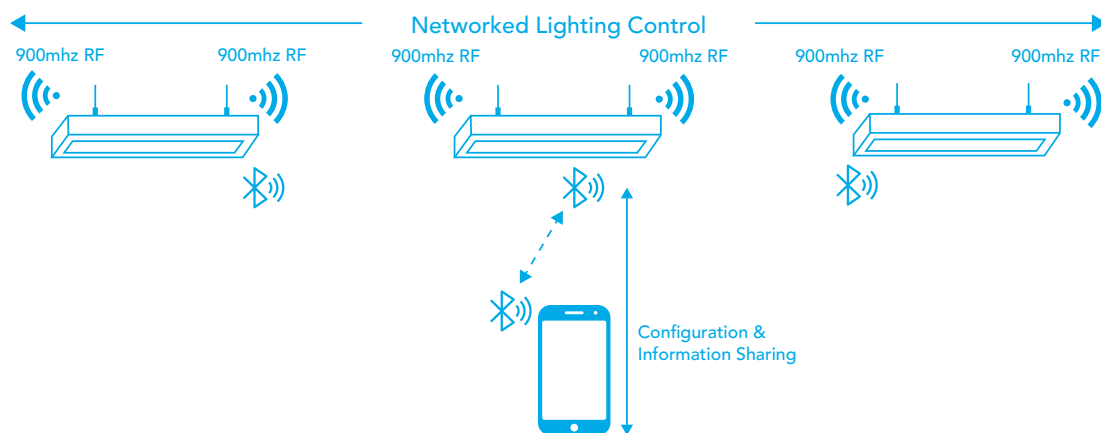 Networked Lighting Control
900mhz RF
900mhz RF
900mhz RF
900mhz RF
900mhz RF
900mhz RF
Configuration &
Information Sharing